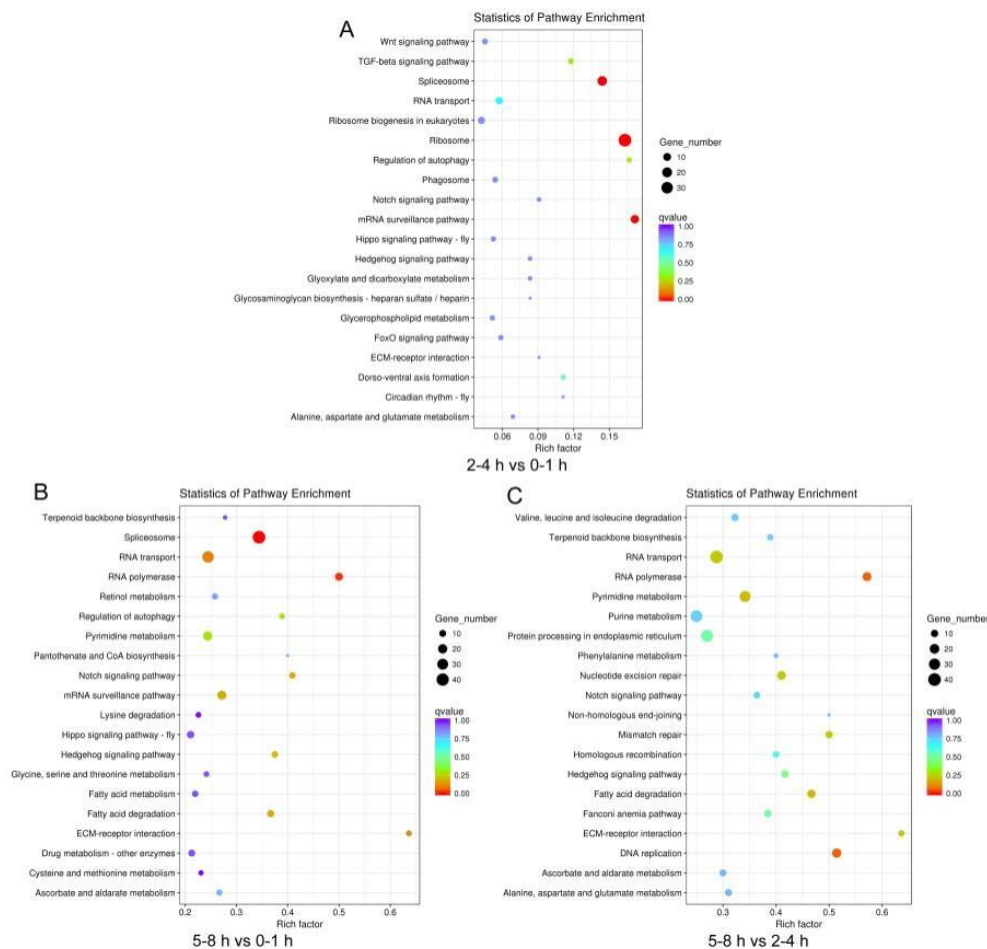 A
Statistics of Pathway Enrichment
Wnt signaling pathway
TGF-beta signaling pathway
Spliceosome
RNA transport
Ribosome biogenesis in eukaryotes
Ribosome
Regulation of autophagy
Phagosome
Notch signaling pathway
mRNA surveillance pathway
Hippo signaling pathway - fly
Hedgehog signaling pathway
Glyoxylate and dicarboxylate metabolism
Glycosaminoglycan biosynthesis - heparan sulfate / heparin
Glycerophospholipid metabolism
FoxO signaling pathway
ECM-receptor interaction
Dorso-ventral axis formation
Circadian rhythm - fly
Alanine, aspartate and glutamate metabolism
0.06 0.09 0.12 0.15
Rich factor
2-4 h vs 0-1 h
Gene_number
10
20
30
qvalue
1.00
0.75
0.50
0.25
0.00
B
Statistics of Pathway Enrichment
Terpenoid backbone biosynthesis
Spliceosome
RNA transport
RNA polymerase
Retinol metabolism
Regulation of autophagy
Pyrimidine metabolism
Pantothenate and CoA biosynthesis
Notch signaling pathway
mRNA surveillance pathway
Lysine degradation
Hippo signaling pathway - fly
Hedgehog signaling pathway
Glycine, serine and threonine metabolism
Fatty acid metabolism
Fatty acid degradation
ECM-receptor interaction
Drug metabolism - other enzymes
Cysteine and methionine metabolism
Ascorbate and aldarate metabolism
0.2 0.3 0.4 0.5 0.6
Rich factor
5-8 h vs 0-1 h
Gene_number
10
20
30
40
qvalue
1.00
0.75
0.50
0.25
0.00
C
Statistics of Pathway Enrichment
Valine, leucine and isoleucine degradation
Terpenoid backbone biosynthesis
RNA transport
RNA polymerase
Pyrimidine metabolism
Purine metabolism
Protein processing in endoplasmic reticulum
Phenylalanine metabolism
Nucleotide excision repair
Notch signaling pathway
Non-homologous end-joining
Mismatch repair
Homologous recombination
Hedgehog signaling pathway
Fatty acid degradation
Fanconi anemia pathway
ECM-receptor interaction
DNA replication
Ascorbate and aldarate metabolism
Alanine, aspartate and glutamate metabolism
0.3 0.4 0.5 0.6
Rich factor
5-8 h vs 2-4 h
Gene_number
10
20
30
40
qvalue
1.00
0.75
0.50
0.25
0.00